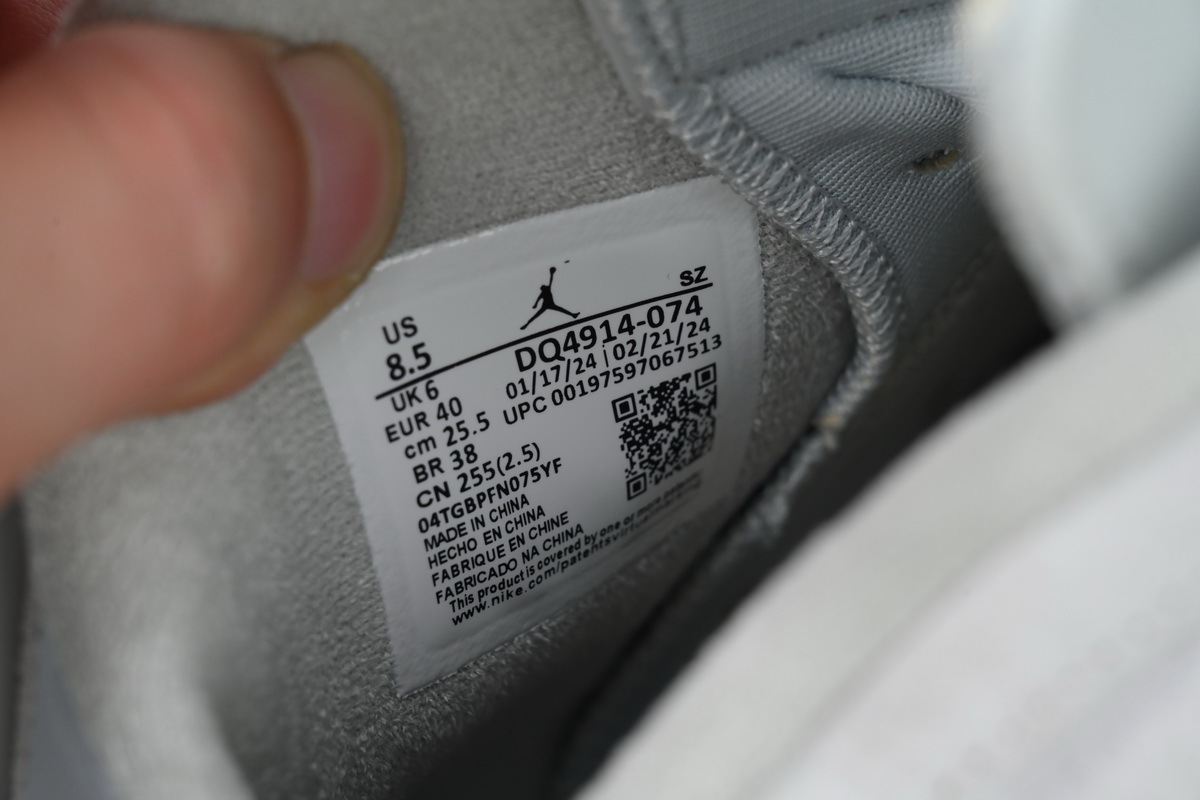 US
8.5
SZ
DQ4914-074
UK 6
01/17/24 | 02/21/24
EUR 40
UPC 00197597067513
cm 25.5
BR 38
CN 255(2.5)
04TGBPFN075YF
MADE IN CHINA
HECHO EN CHINA
FABRIQUE EN CHINE
FABRICADO NA CHINA
This product is covered by one or more patents
www.nike.com/patents